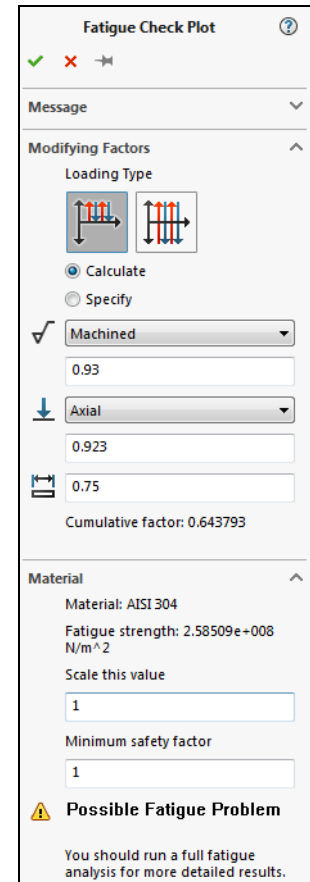 Fatigue Check Plot
Message
Modifying Factors
Loading Type
Calculate
Specify
Machined
0.93
Axial
0.923
0.75
Cumulative factor: 0.643793
Material
Material: AISI 304
Fatigue strength: 2.58509e+008
N/m^2
Scale this value
1
Minimum safety factor
1
Possible Fatigue Problem
You should run a full fatigue
analysis for more detailed results.